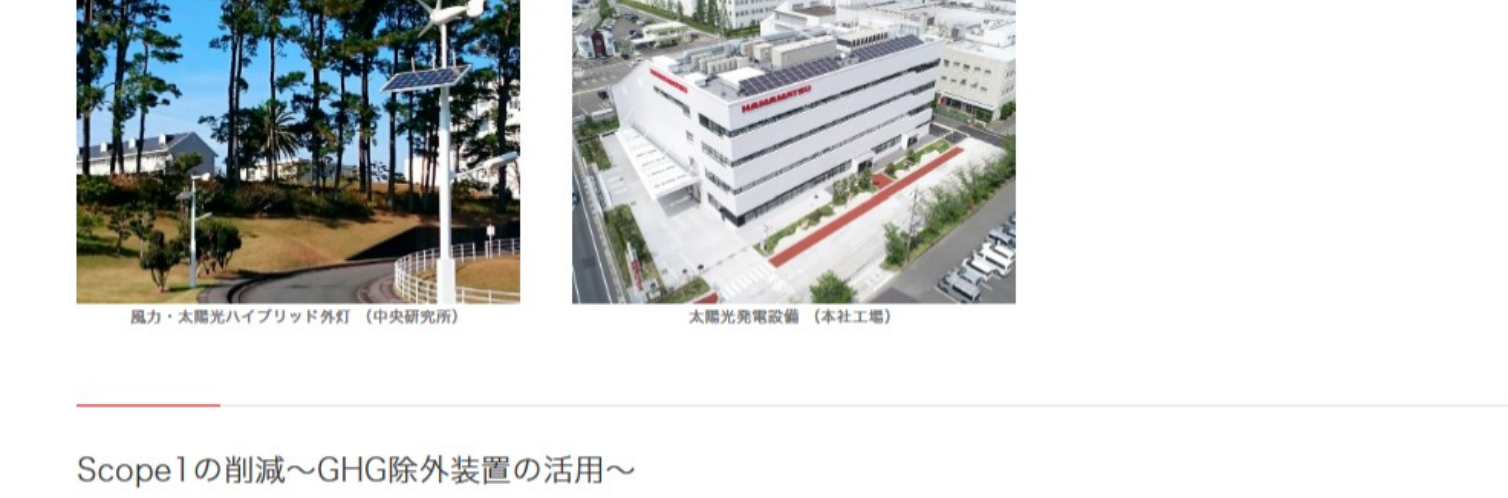 HAMAMATSU
HAMAMATSU
風力・太陽光ハイブリッド外灯 （中央研究所）
太陽光発電設備 （本社工場）
Scope1の削減～GHG除外装置の活用～